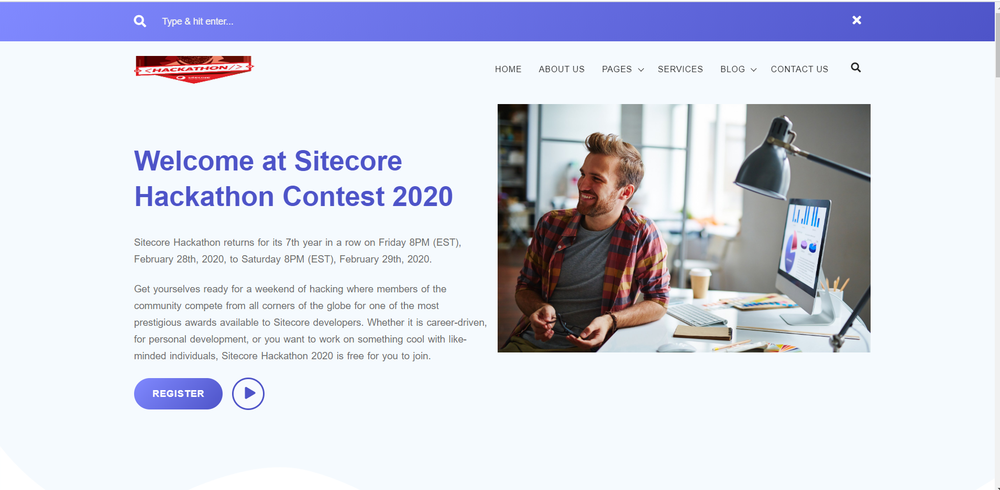 Type & hit enter...
<HACKATHON/>
sitecore
HOME
ABOUT US
PAGES
SERVICES
BLOG
CONTACT US
Welcome at Sitecore
Hackathon Contest 2020
Sitecore Hackathon returns for its 7th year in a row on Friday 8PM (EST),
February 28th, 2020, to Saturday 8PM (EST), February 29th, 2020.
Get yourselves ready for a weekend of hacking where members of the
community compete from all corners of the globe for one of the most
prestigious awards available to Sitecore developers. Whether it is career-driven,
for personal development, or you want to work on something cool with like-
minded individuals, Sitecore Hackathon 2020 is free for you to join.
REGISTER